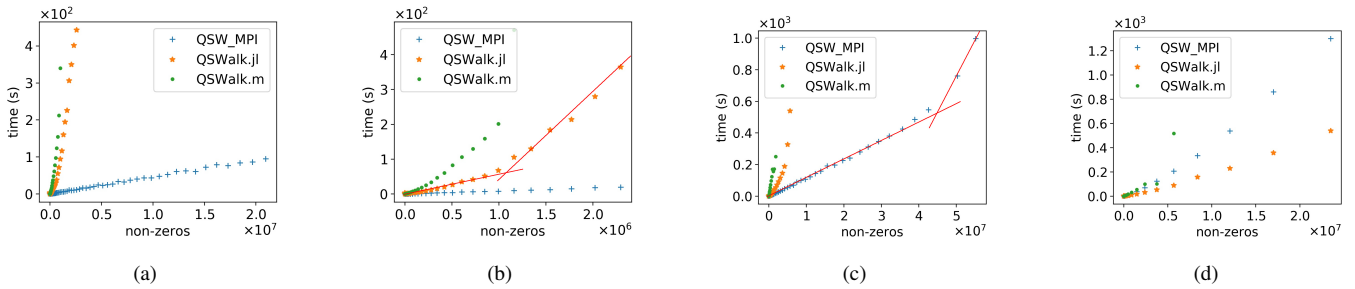 ×10²
4
2
1
0
time (s)
QSW_MPI
QSWalk.jl
QSWalk.m
0.0
0.5
1.0
1.5
2.0
non-zeros
×10⁷
(a)
×10²
4
2
1
0
time (s)
QSW_MPI
QSWalk.jl
QSWalk.m
0.0
0.5
1.0
1.5
2.0
non-zeros
×10⁶
(b)
×10³
1.0
0.8
0.6
0.4
0.2
0.0
time (s)
QSW_MPI
QSWalk.jl
QSWalk.m
0
1
2
3
4
5
non-zeros
×10⁷
(c)
×10³
1.2
1.0
0.8
0.6
0.4
0.2
0.0
time (s)
QSW_MPI
QSWalk.jl
QSWalk.m
0.0
0.5
1.0
1.5
2.0
non-zeros
×10⁷
(d)